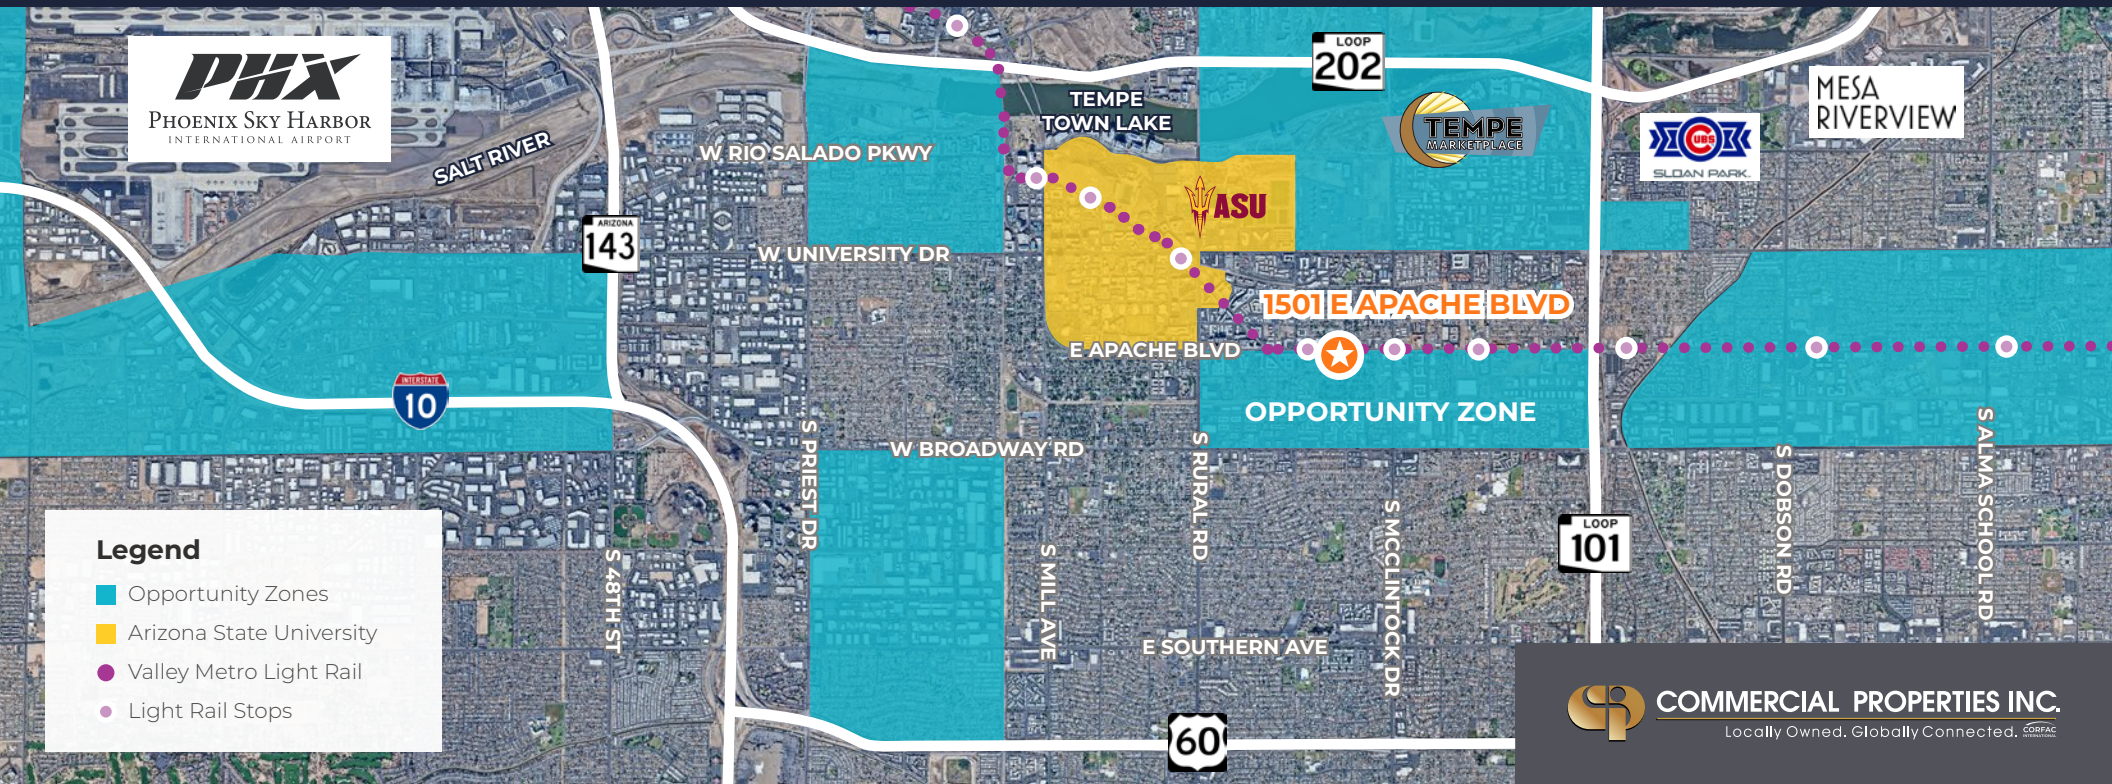 PHX
PHOENIX SKY HARBOR
INTERNATIONAL AIRPORT
SALT RIVER
ARIZONA
143
W RIO SALADO PKWY
W UNIVERSITY DR
TEMPE
TOWN LAKE
ASU
LOOP
202
TEMPE
MARKETPLACE
CUBS
SLOAN PARK.
MESA
RIVERVIEW
1501 E APACHE BLVD
E APACHE BLVD
OPPORTUNITY ZONE
INTERSTATE
10
W BROADWAY RD
S PRIEST DR
S RURAL RD
S 48TH ST
S MILL AVE
S MCCLINTOCK DR
LOOP
101
S DOBSON RD
S ALMA SCHOOL RD
E SOUTHERN AVE
60
Legend
Opportunity Zones
Arizona State University
Valley Metro Light Rail
Light Rail Stops
COMMERCIAL PROPERTIES INC.
Locally Owned. Globally Connected. CORFAC
INTERNATIONAL